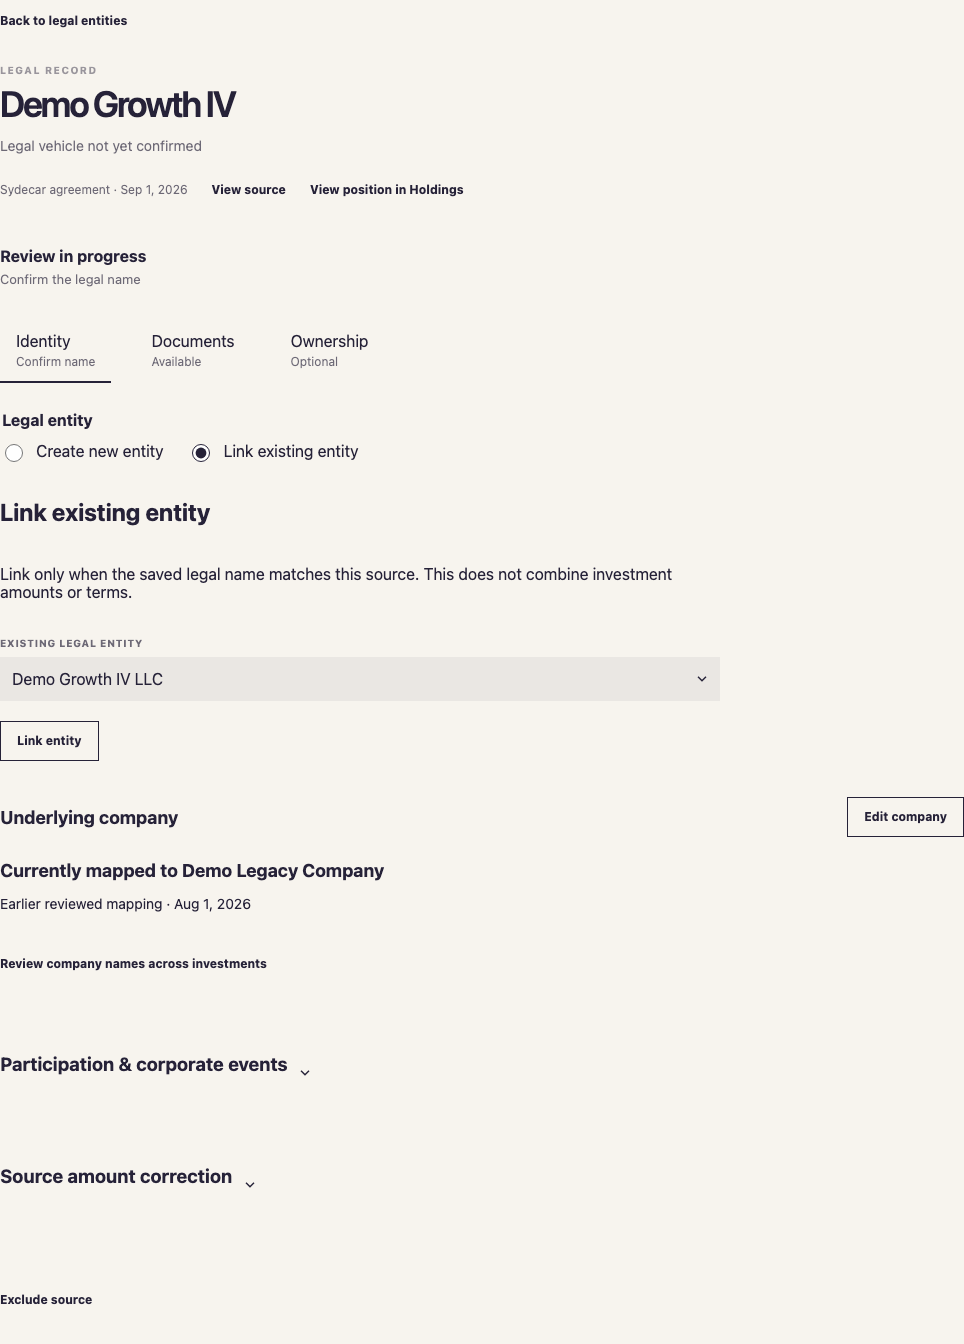 Back to legal entities
LEGAL RECORD
Demo Growth IV
Legal vehicle not yet confirmed
Sydecar agreement · Sep 1, 2026 View source View position in Holdings
Review in progress
Confirm the legal name
Identity Documents Ownership
Confirm name Available Optional
Legal entity
Create new entity Link existing entity
Link existing entity
Link only when the saved legal name matches this source. This does not combine investment
amounts or terms.
EXISTING LEGAL ENTITY
Demo Growth IV LLC
Link entity
Underlying company Edit company
Currently mapped to Demo Legacy Company
Earlier reviewed mapping · Aug 1, 2026
Review company names across investments
Participation & corporate events
Source amount correction
Exclude source